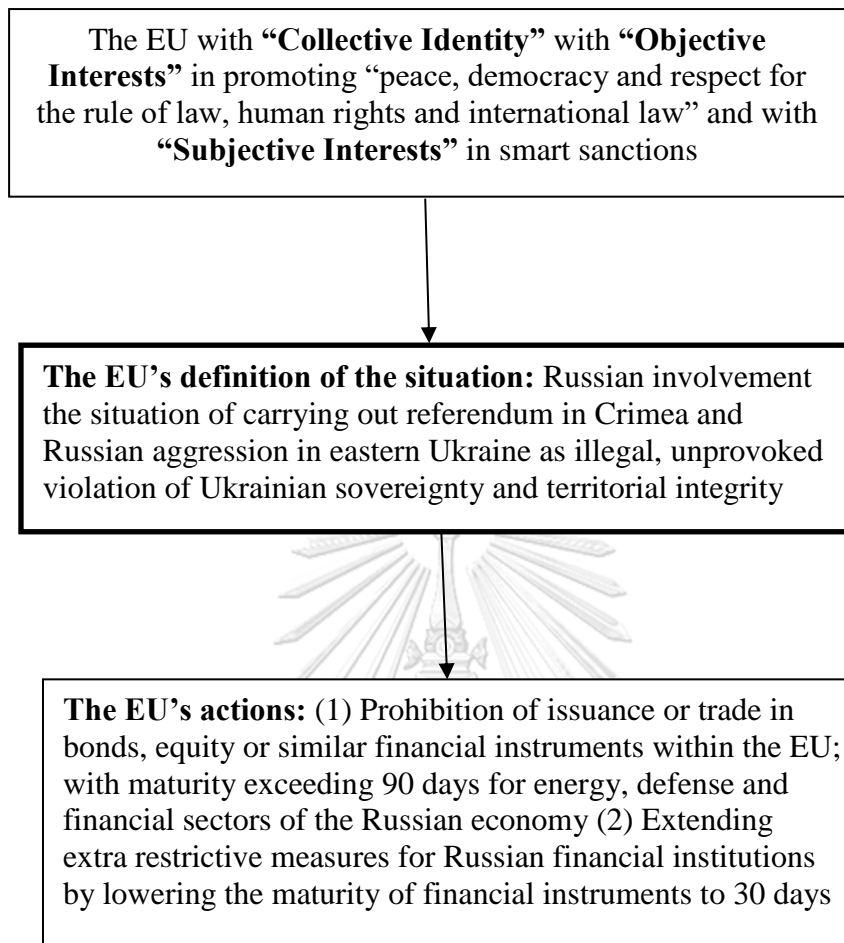 The EU with “Collective Identity” with “Objective
Interests” in promoting “peace, democracy and respect for
the rule of law, human rights and international law” and with
“Subjective Interests” in smart sanctions
The EU’s definition of the situation: Russian involvement
the situation of carrying out referendum in Crimea and
Russian aggression in eastern Ukraine as illegal, unprovoked
violation of Ukrainian sovereignty and territorial integrity
The EU’s actions: (1) Prohibition of issuance or trade in
bonds, equity or similar financial instruments within the EU;
with maturity exceeding 90 days for energy, defense and
financial sectors of the Russian economy (2) Extending
extra restrictive measures for Russian financial institutions
by lowering the maturity of financial instruments to 30 days